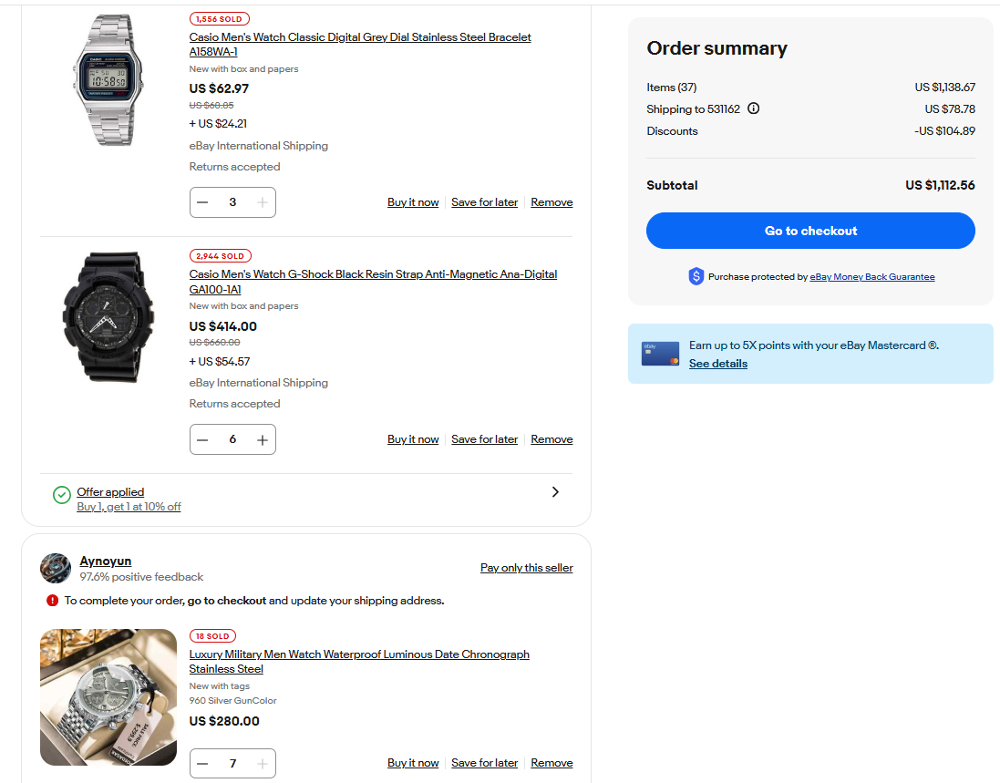 1,556 SOLD
Casio Men's Watch Classic Digital Grey Dial Stainless Steel Bracelet
A158WA-1
New with box and papers
US $62.97
US $68.85
+ US $24.21
eBay International Shipping
Returns accepted
3
Buy it now
Save for later
Remove
2,944 SOLD
Casio Men's Watch G-Shock Black Resin Strap Anti-Magnetic Ana-Digital
GA100-1A1
New with box and papers
US $414.00
US $660.00
+ US $54.57
eBay International Shipping
Returns accepted
6
Buy it now
Save for later
Remove
Offer applied
Buy 1, get 1 at 10% off
Aynoyun
97.6% positive feedback
Pay only this seller
To complete your order, go to checkout and update your shipping address.
18 SOLD
Luxury Military Men Watch Waterproof Luminous Date Chronograph
Stainless Steel
New with tags
960 Silver GunColor
US $280.00
7
Buy it now
Save for later
Remove
Order summary
Items (37) US $1,138.67
Shipping to 531162 US $78.78
Discounts -US $104.89
Subtotal US $1,112.56
Go to checkout
Purchase protected by eBay Money Back Guarantee
ebay
Earn up to 5X points with your eBay Mastercard ®.
See details